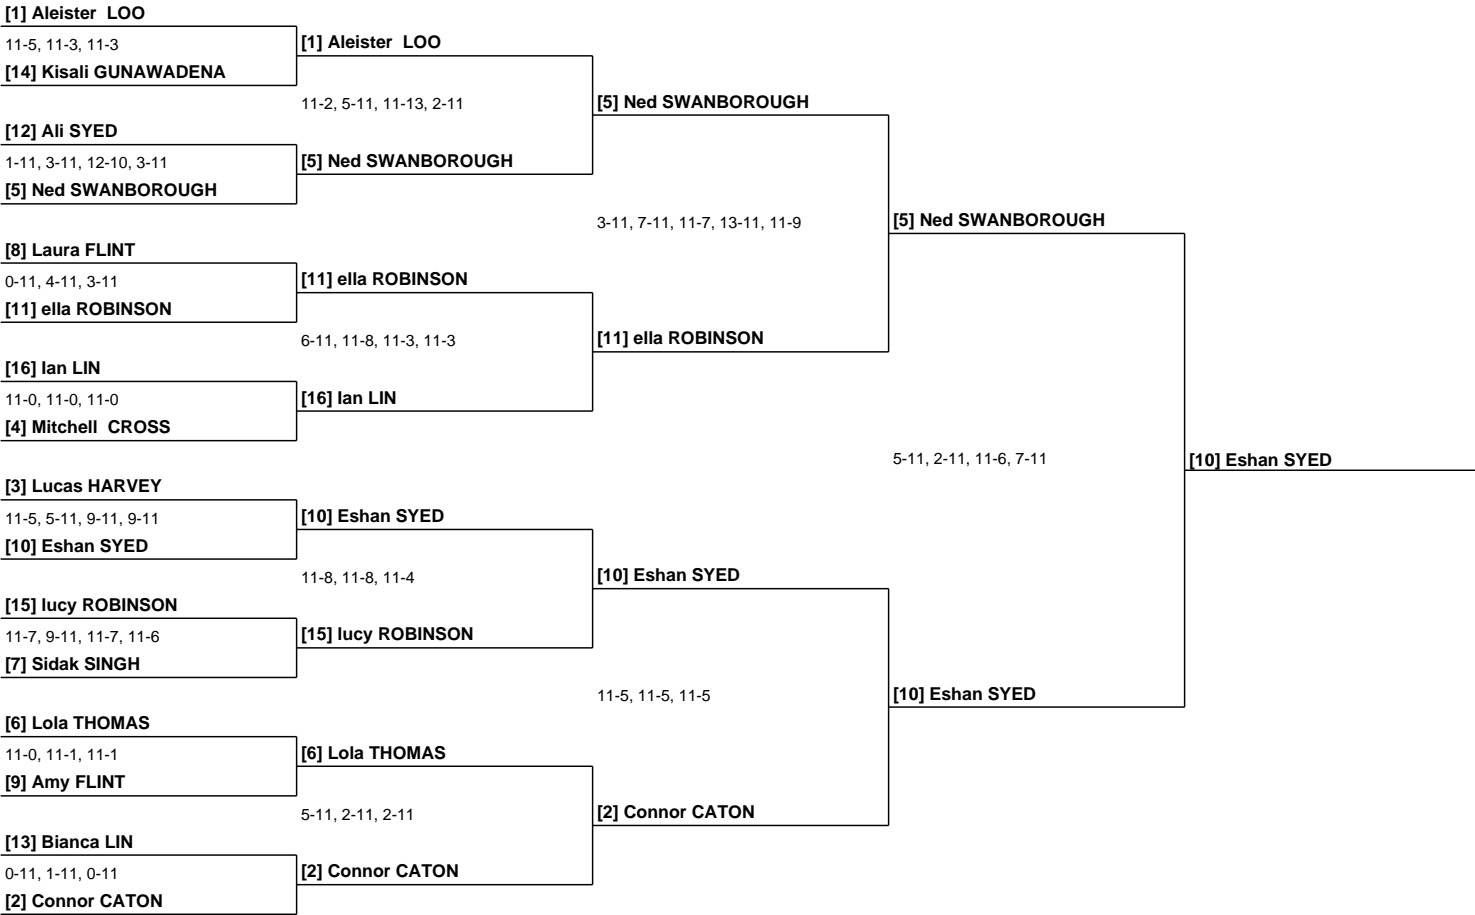 [1] Aleister  LOO
11-5, 11-3, 11-3
[14] Kisali GUNAWADENA
[12] Ali SYED
1-11, 3-11, 12-10, 3-11
[5] Ned SWANBOROUGH
[8] Laura FLINT
0-11, 4-11, 3-11
[11] ella ROBINSON
[16] Ian LIN
11-0, 11-0, 11-0
[4] Mitchell  CROSS
[3] Lucas HARVEY
11-5, 5-11, 9-11, 9-11
[10] Eshan SYED
[15] lucy ROBINSON
11-7, 9-11, 11-7, 11-6
[7] Sidak SINGH
[6] Lola THOMAS
11-0, 11-1, 11-1
[9] Amy FLINT
[13] Bianca LIN
0-11, 1-11, 0-11
[2] Connor CATON
[1] Aleister  LOO
11-2, 5-11, 11-13, 2-11
[5] Ned SWANBOROUGH
[11] ella ROBINSON
6-11, 11-8, 11-3, 11-3
[16] Ian LIN
[10] Eshan SYED
11-8, 11-8, 11-4
[15] lucy ROBINSON
[6] Lola THOMAS
5-11, 2-11, 2-11
[2] Connor CATON
[5] Ned SWANBOROUGH
3-11, 7-11, 11-7, 13-11, 11-9
[11] ella ROBINSON
[10] Eshan SYED
11-5, 11-5, 11-5
[2] Connor CATON
[5] Ned SWANBOROUGH
5-11, 2-11, 11-6, 7-11
[10] Eshan SYED
[10] Eshan SYED